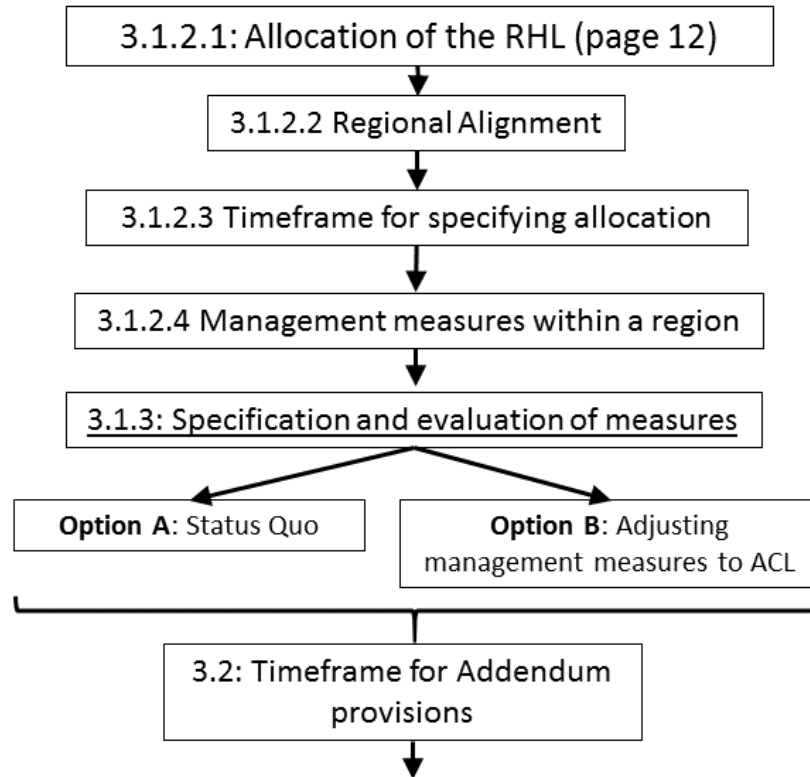 3.1.2.1: Allocation of the RHL (page 12)
3.1.2.2 Regional Alignment
3.1.2.3 Timeframe for specifying allocation
3.1.2.4 Management measures within a region
3.1.3: Specification and evaluation of measures
Option A: Status Quo
Option B: Adjusting
management measures to ACL
3.2: Timeframe for Addendum
provisions